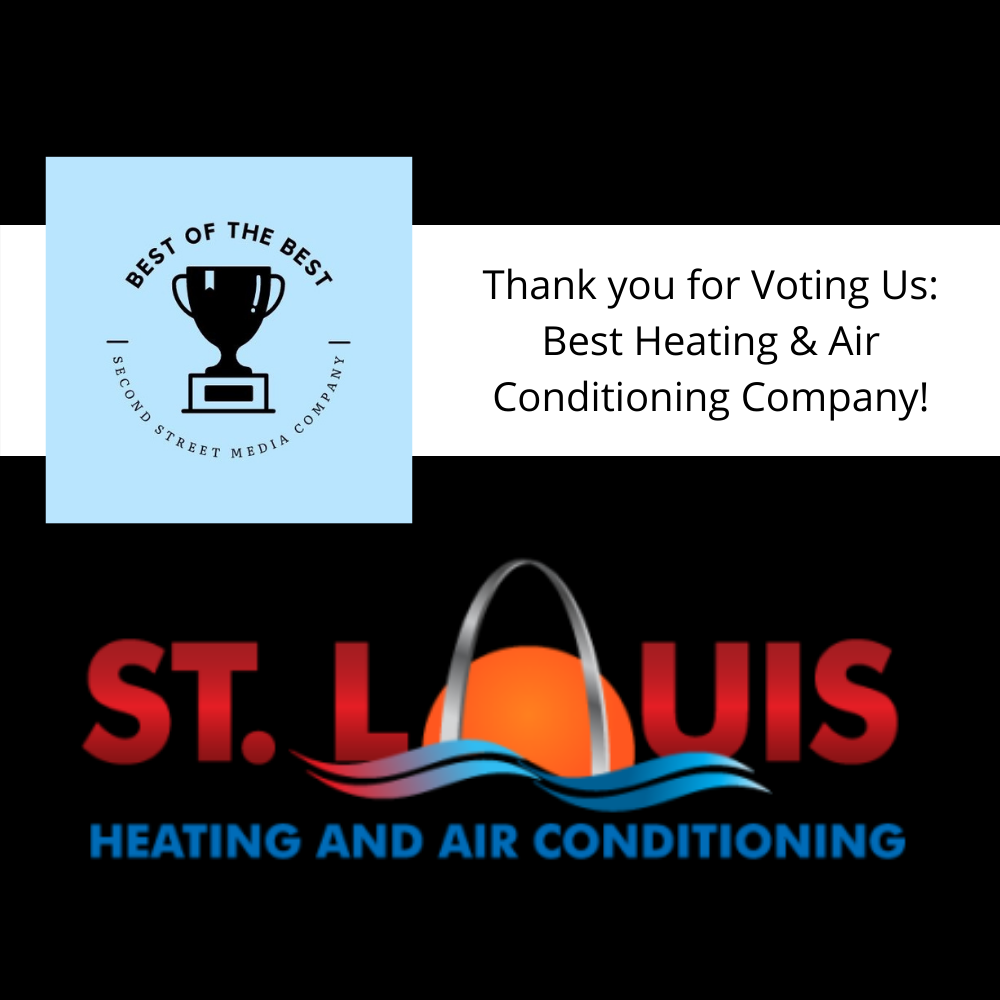 BEST OF THE BEST
SECOND STREET MEDIA COMPANY
Thank you for Voting Us:
Best Heating & Air
Conditioning Company!
ST. LOUIS
HEATING AND AIR CONDITIONING